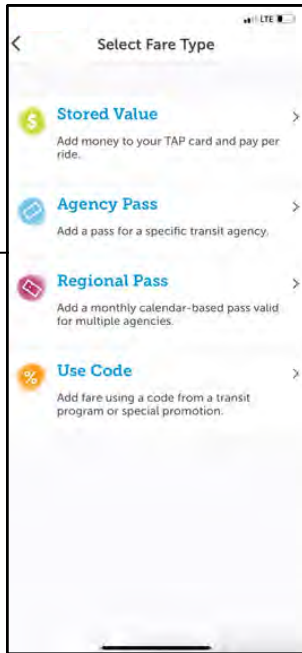 LTE
Select Fare Type
$
Stored Value
Add money to your TAP card and pay per
ride.
Agency Pass
Add a pass for a specific transit agency.
Regional Pass
Add a monthly calendar-based pass valid
for multiple agencies.
%
Use Code
Add fare using a code from a transit
program or special promotion.